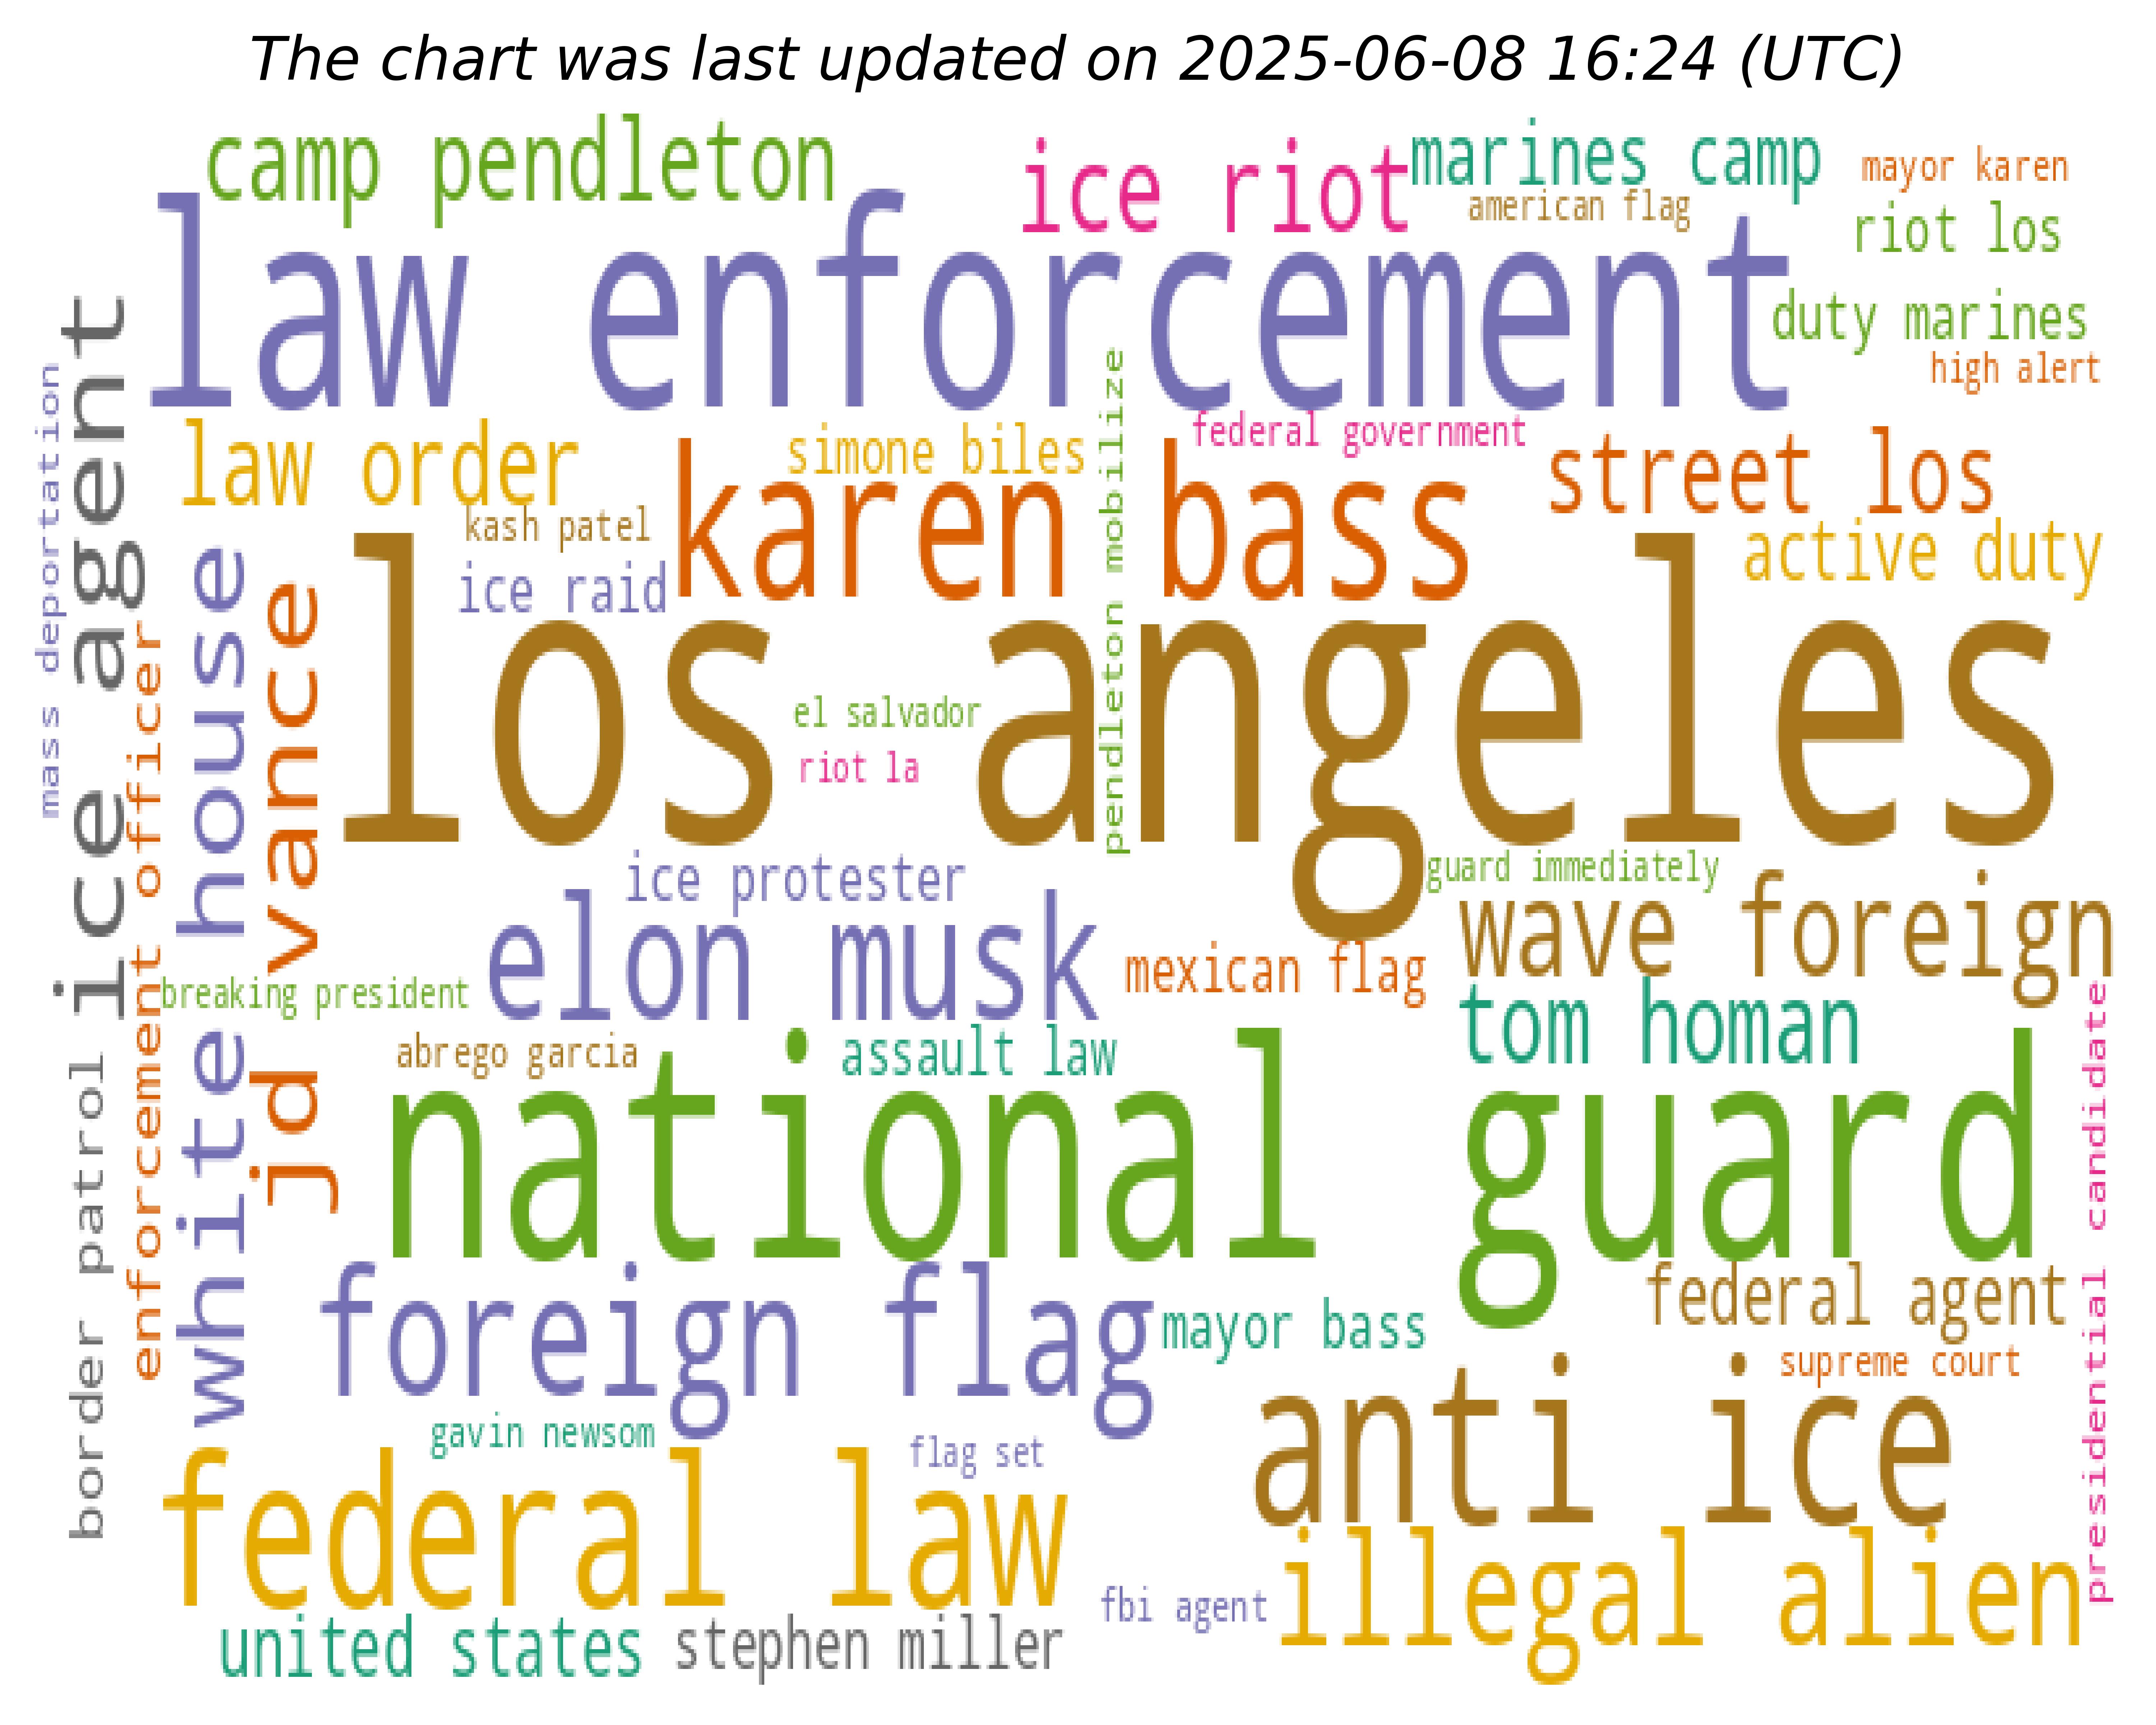 The chart was last updated on 2025-06-08 16:24 (UTC)
camp pendleton
ice riot
marines camp
mayor karen
american flag
riot los
law enforcement
duty marines
high alert
ice agent
mass deportation
law order
simone biles
pendleton mobilize
federal government
street los
karen bass
kash patel
active duty
ice raid
white house
jd vance
enforcement officer
los angeles
el salvador
riot la
ice protester
guard immediately
elon musk
wave foreign
mexican flag
breaking president
tom homan
abrego garcia
assault law
border patrol
national guard
presidential candidate
foreign flag
mayor bass
federal agent
supreme court
anti ice
gavin newsom
flag set
federal law
illegal alien
fbi agent
united states
stephen miller